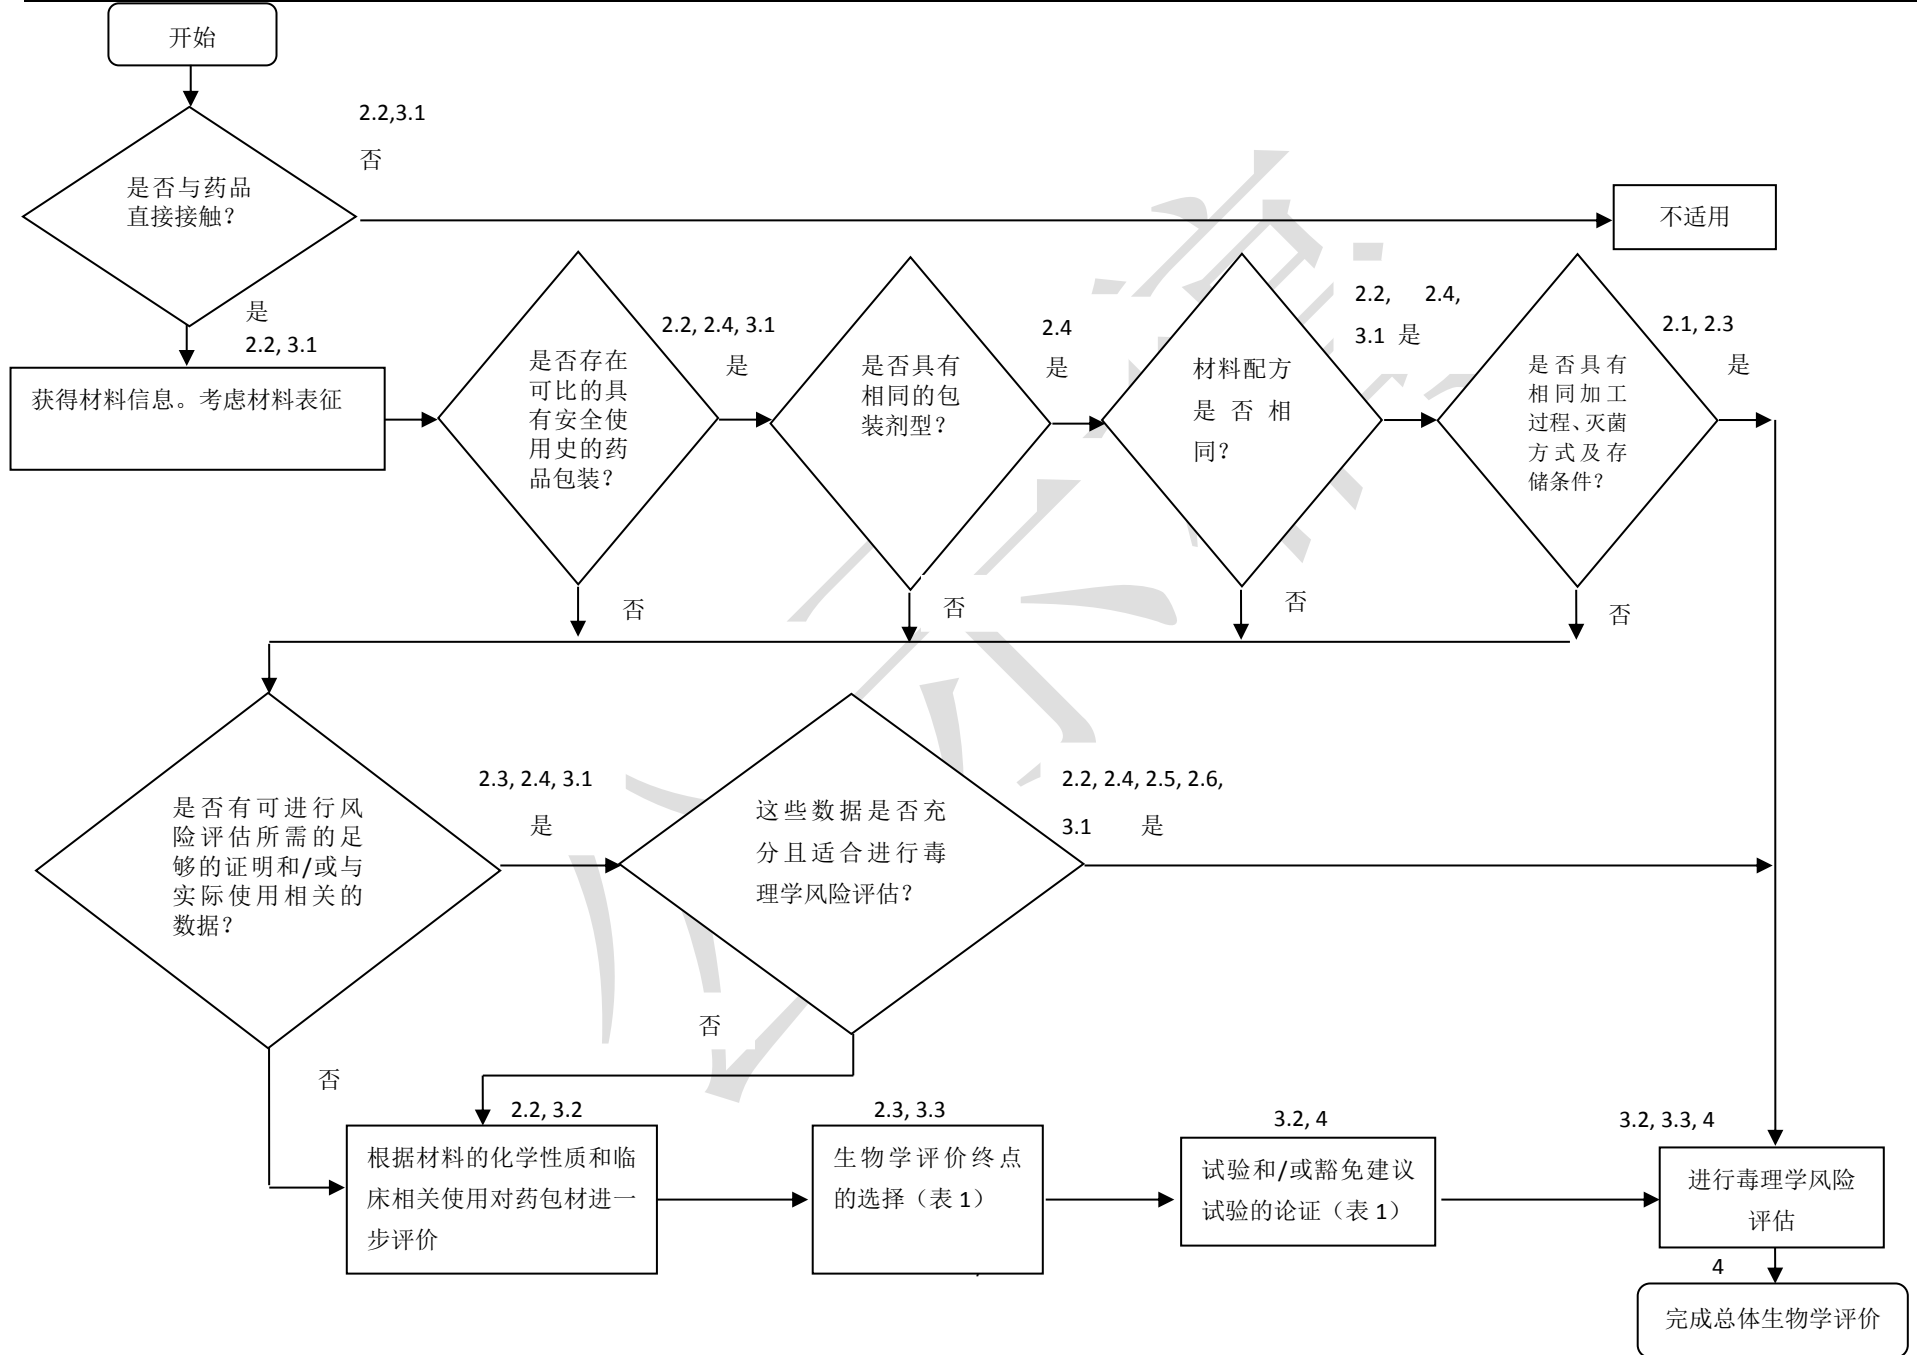 开始
2.2,3.1
否
是否与药品
直接接触？
不适用
是
2.2, 3.1
获得材料信息。考虑材料表征
是否存在
可比的具
有安全使
用史的药
品包装？
2.2, 2.4, 3.1
是
否
是否具有
相同的包
装剂型？
2.4
是
否
材料配方
是否相
同？
2.2, 2.4,
3.1 是
否
是否具有
相同加工
过程、灭菌
方式及存
储条件？
2.1, 2.3
是
否
是否有可进行风
险评估所需的足
够的证明和/或与
实际使用相关的
数据？
2.3, 2.4, 3.1
是
否
这些数据是否充
分且适合进行毒
理学风险评估？
2.2, 2.4, 2.5, 2.6,
3.1 是
否
2.2, 3.2
根据材料的化学性质和临
床相关使用对药包材进一
步评价
2.3, 3.3
生物学评价终点
的选择（表 1）
3.2, 4
试验和/或豁免建议
试验的论证（表 1）
3.2, 3.3, 4
进行毒理学风险
评估
4
完成总体生物学评价